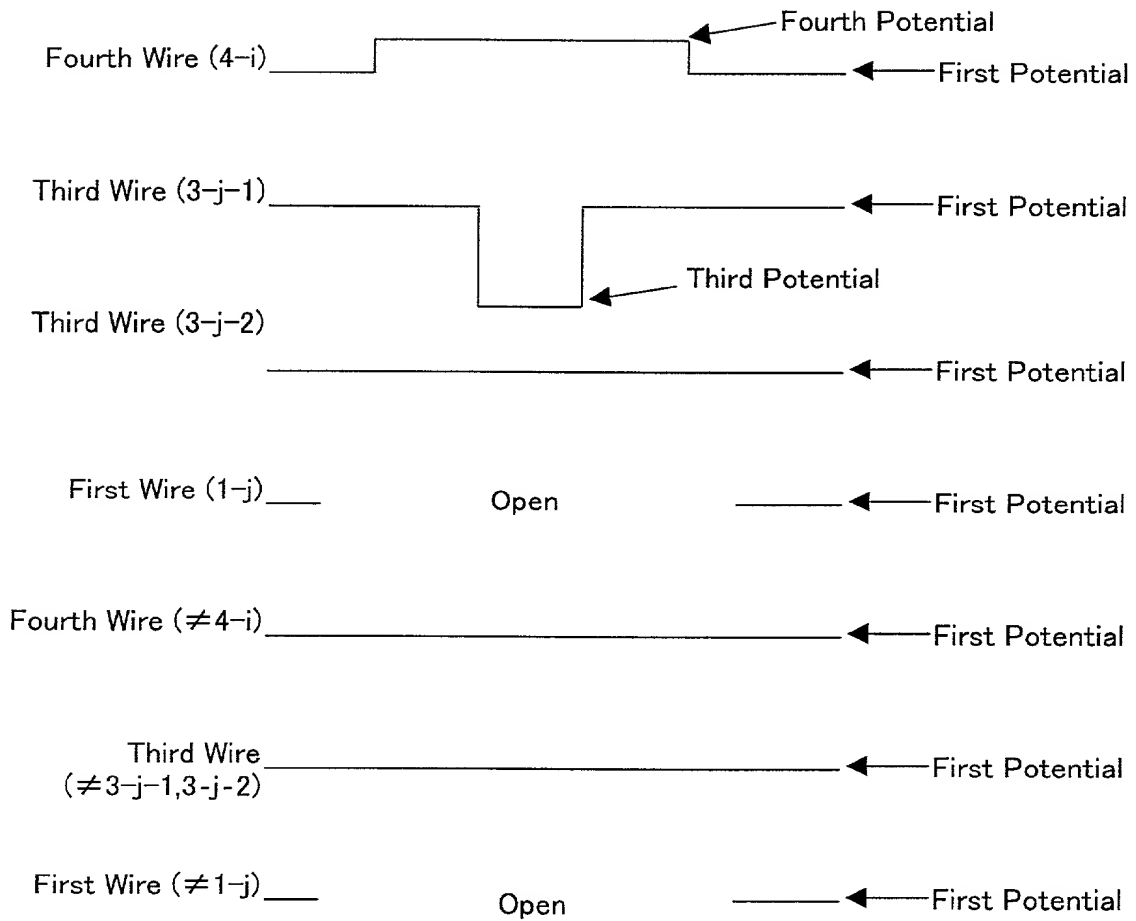 Fourth Potential
Fourth Wire (4-i)
First Potential
Third Wire (3-j-1)
First Potential
Third Potential
Third Wire (3-j-2)
First Potential
First Wire (1-j)
Open
First Potential
Fourth Wire (≠4-i)
First Potential
Third Wire
(≠3-j-1,3-j-2)
First Potential
First Wire (≠1-j)
Open
First Potential